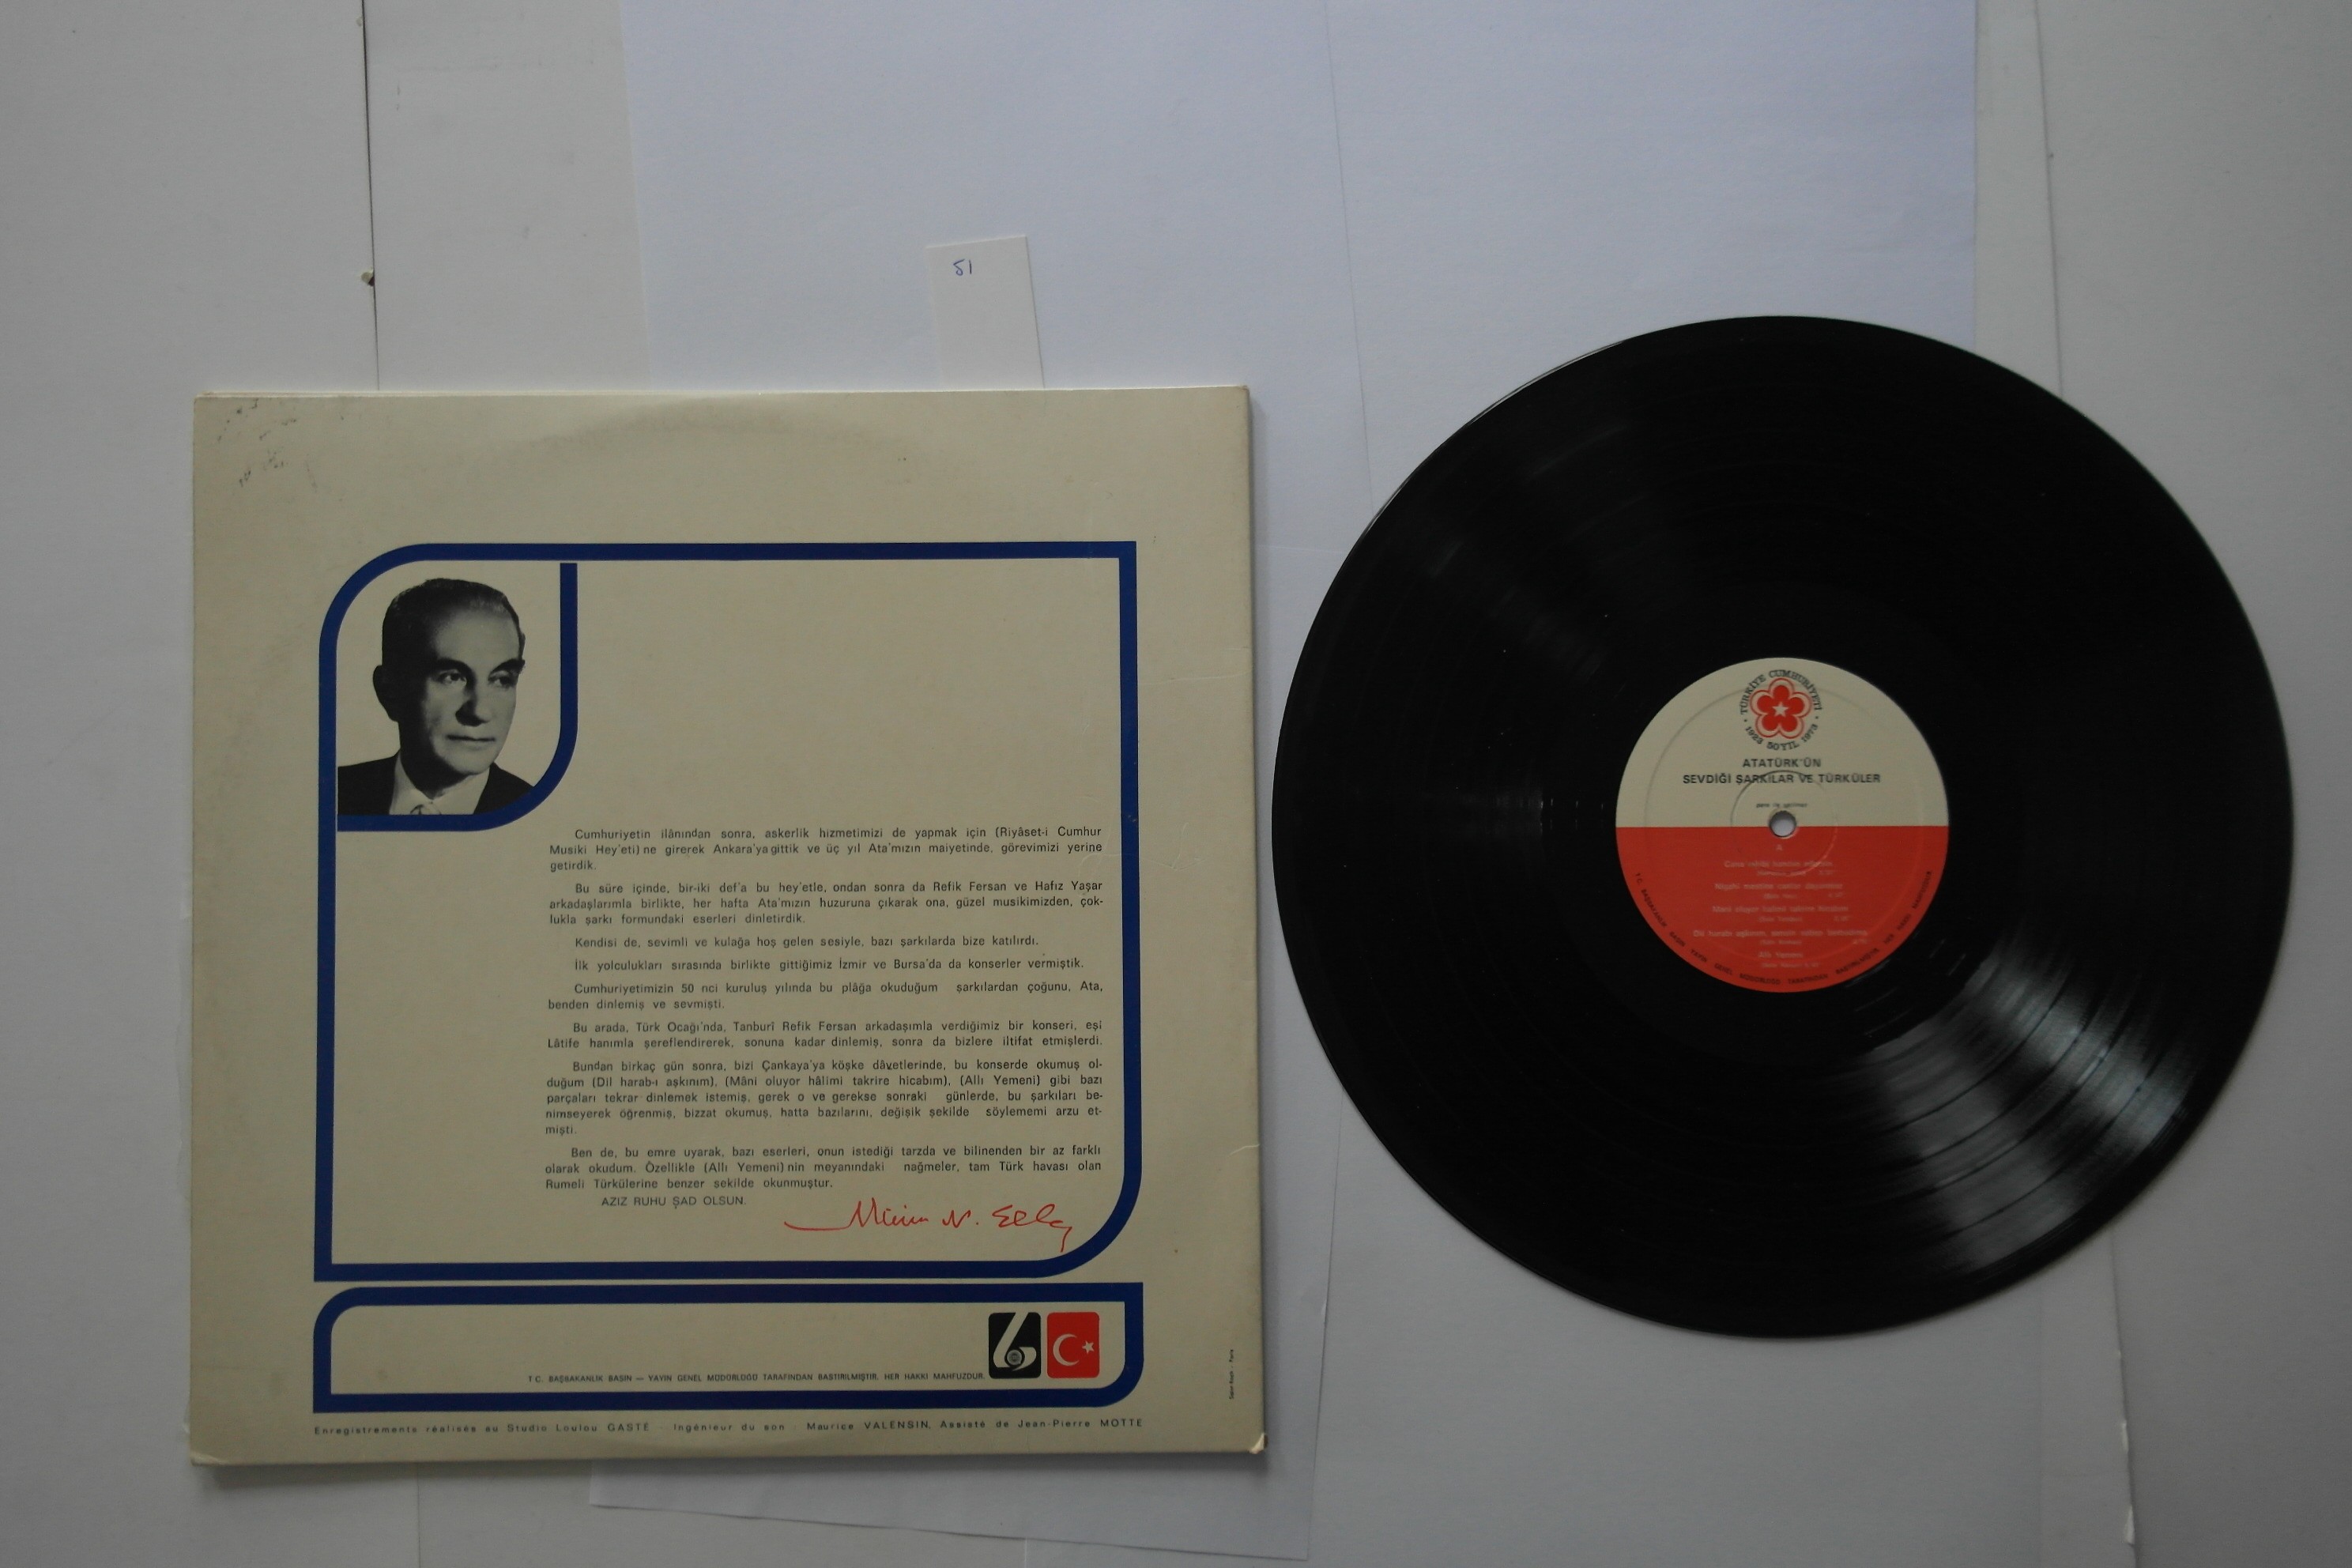 51
Cumhuriyetin ilânından sonra, askerlik hizmetimizi de yapmak için (Riyâset-i Cumhur
Musiki Hey'eti) ne girerek Ankara'ya gittik ve üç yıl Ata'mızın maiyetinde, görevimizi yerine
getirdik.
Bu süre içinde, bir-iki def'a bu hey'etle, ondan sonra da Refik Fersan ve Hafız Yaşar
arkadaşlarımla birlikte, her hafta Ata'mızın huzuruna çıkarak ona, güzel musikimizden, çok-
lukla şarkı formundaki eserleri dinletirdik.
Kendisi de, sevimli ve kulağa hoş gelen sesiyle, bazı şarkılarda bize katılırdı.
İlk yolculukları sırasında birlikte gittiğimiz İzmir ve Bursa'da da konserler vermiştik.
Cumhuriyetimizin 50 nci kuruluş yılında bu plâğa okuduğum şarkılardan çoğunu, Ata,
benden dinlemiş ve sevmişti.
Bu arada, Türk Ocağı'nda, Tanburî Refik Fersan arkadaşımla verdiğimiz bir konseri, eşi
Lâtife hanımla şereflendirerek, sonuna kadar dinlemiş, sonra da bizlere iltifat etmişlerdi.
Bundan birkaç gün sonra, bizi Çankaya'ya köşke dâvetlerinde, bu konserde okumuş ol-
duğum (Dil harab-ı aşkınım), (Mâni oluyor hâlimi takrire hicabım), (Allı Yemeni) gibi bazı
parçaları tekrar dinlemek istemiş, gerek o ve gerekse sonraki günlerde, bu şarkıları be-
nimseyerek öğrenmiş, bizzat okumuş, hatta bazılarını, değişik şekilde söylememi arzu et-
mişti.
Ben de, bu emre uyarak, bazı eserleri, onun istediği tarzda ve bilinenden bir az farklı
olarak okudum. Özellikle (Allı Yemeni) nin meyanındaki nağmeler, tam Türk havası olan
Rumeli Türkülerine benzer şekilde okunmuştur.
AZIZ RUHU ŞAD OLSUN.
T.C. BAŞBAKANLIK BASIN — YAYIN GENEL MÜDÜRLÜĞÜ TARAFINDAN BASTIRILMIŞTIR. HER HAKKI MAHFUZDUR.
Enregistrements réalisés au Studio Loulou GASTE - Ingénieur du son : Maurice VALENSIN, Assisté de Jean-Pierre MOTTE
TÜRKİYE CUMHURİYETİ
1923 50 YIL 1973
ATATÜRK'ÜN
SEVDİĞİ ŞARKILAR VE TÜRKÜLER
A
T.C. BAŞBAKANLIK BASIN YAYIN GENEL MÜDÜRLÜĞÜ TARAFINDAN BASTIRILMIŞTIR. HER HAKKI MAHFUZDUR